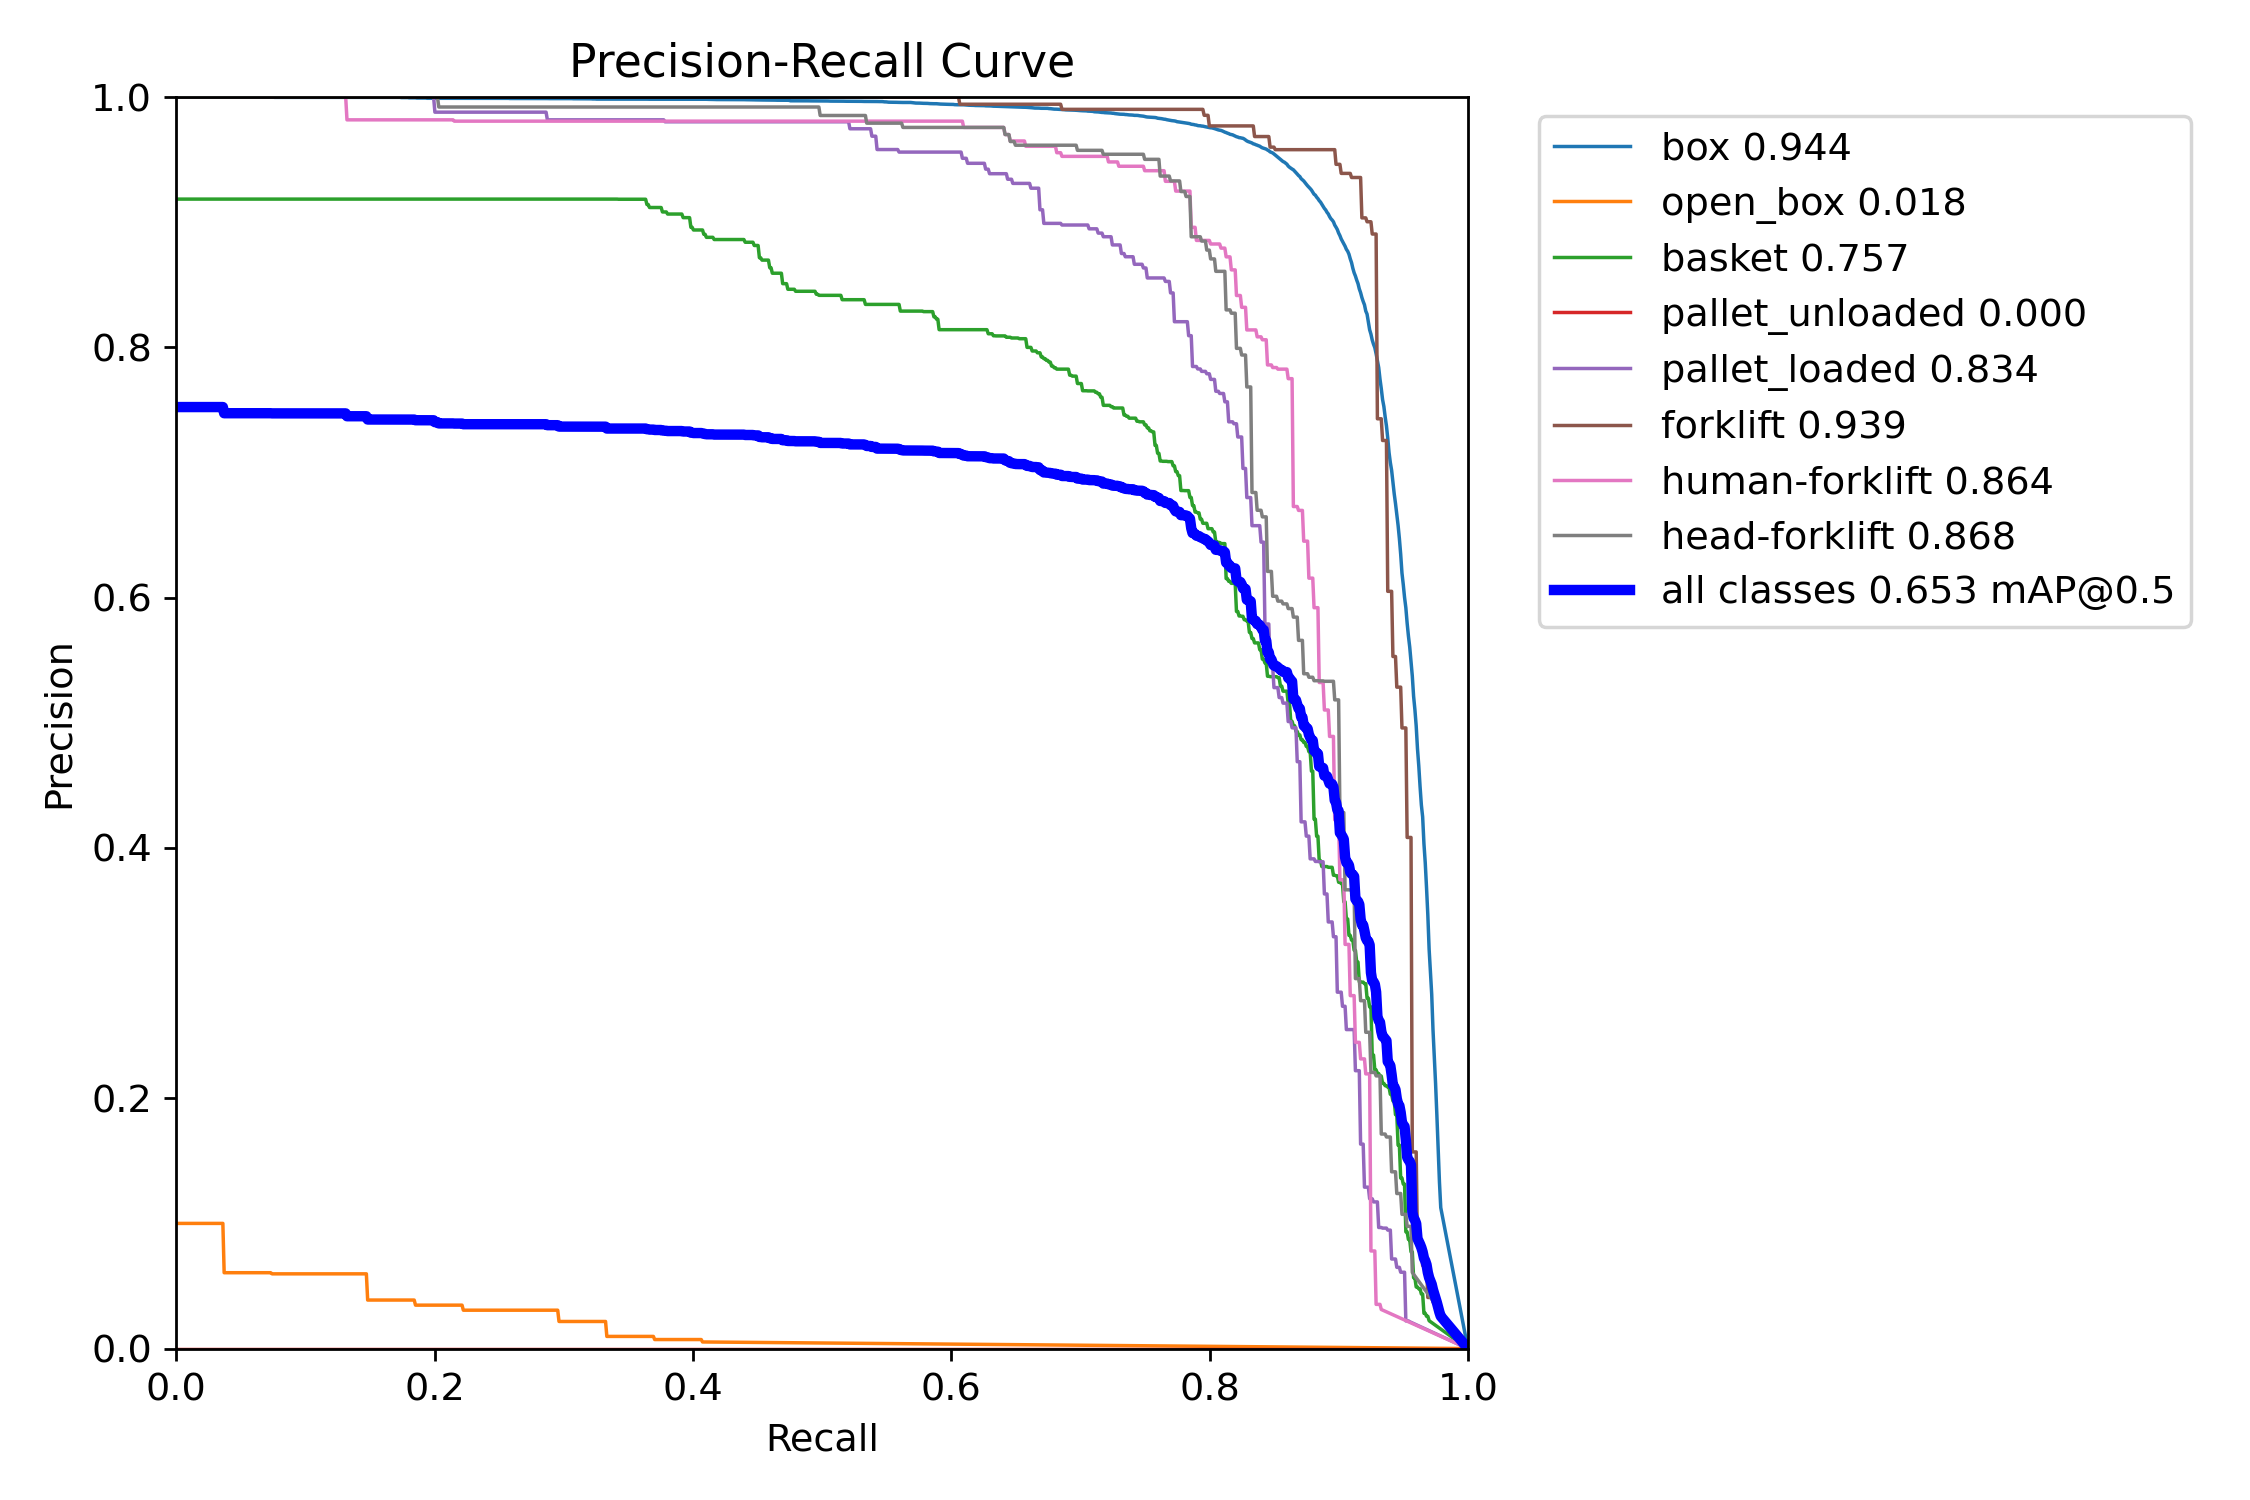 Precision-Recall Curve
1.0
0.8
0.6
0.4
0.2
0.0
Precision
0.0 0.2 0.4 0.6 0.8 1.0
Recall
box 0.944
open_box 0.018
basket 0.757
pallet_unloaded 0.000
pallet_loaded 0.834
forklift 0.939
human-forklift 0.864
head-forklift 0.868
all classes 0.653 mAP@0.5